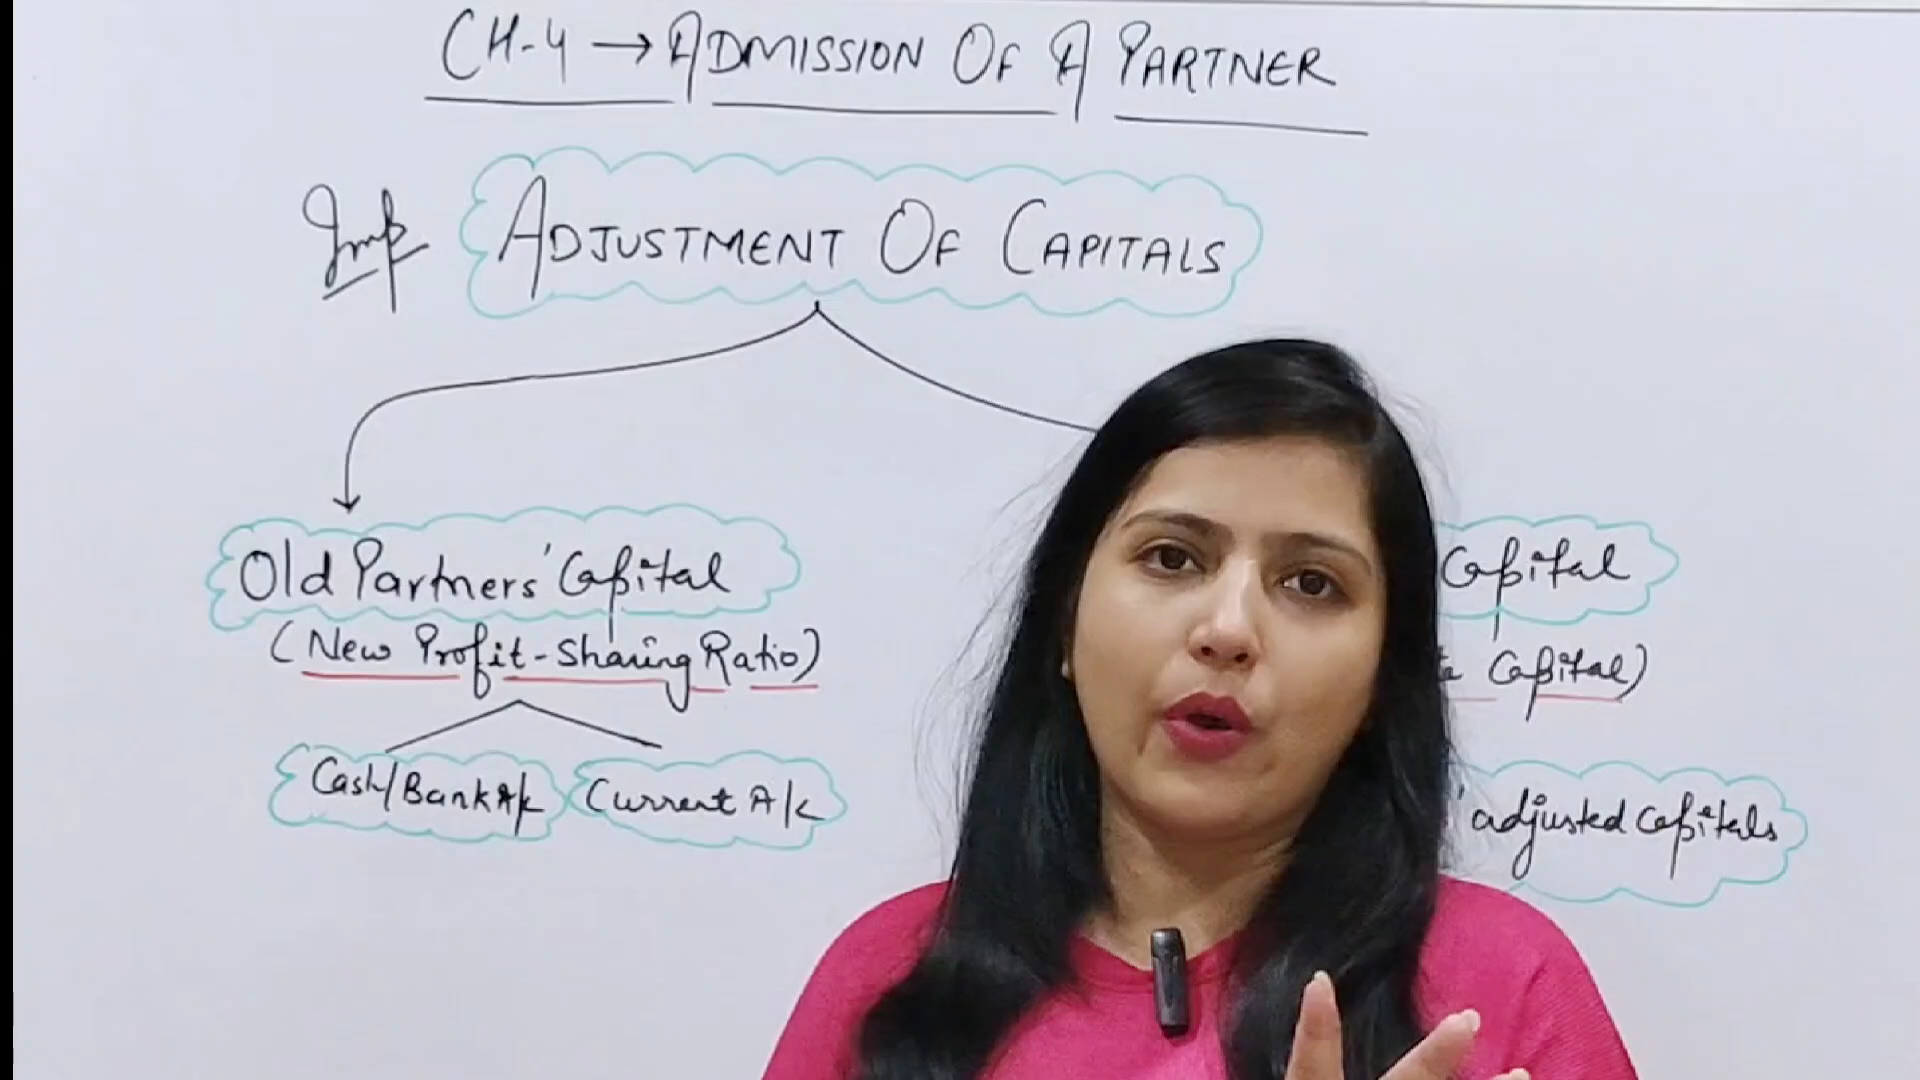 CH-4 → ADMISSION OF A PARTNER
Imp ADJUSTMENT OF CAPITALS
Old Partners' Capital
Capital
(New Profit-Sharing Ratio)
Capital)
Cash/Bank A/c
Current A/c
adjusted Capitals